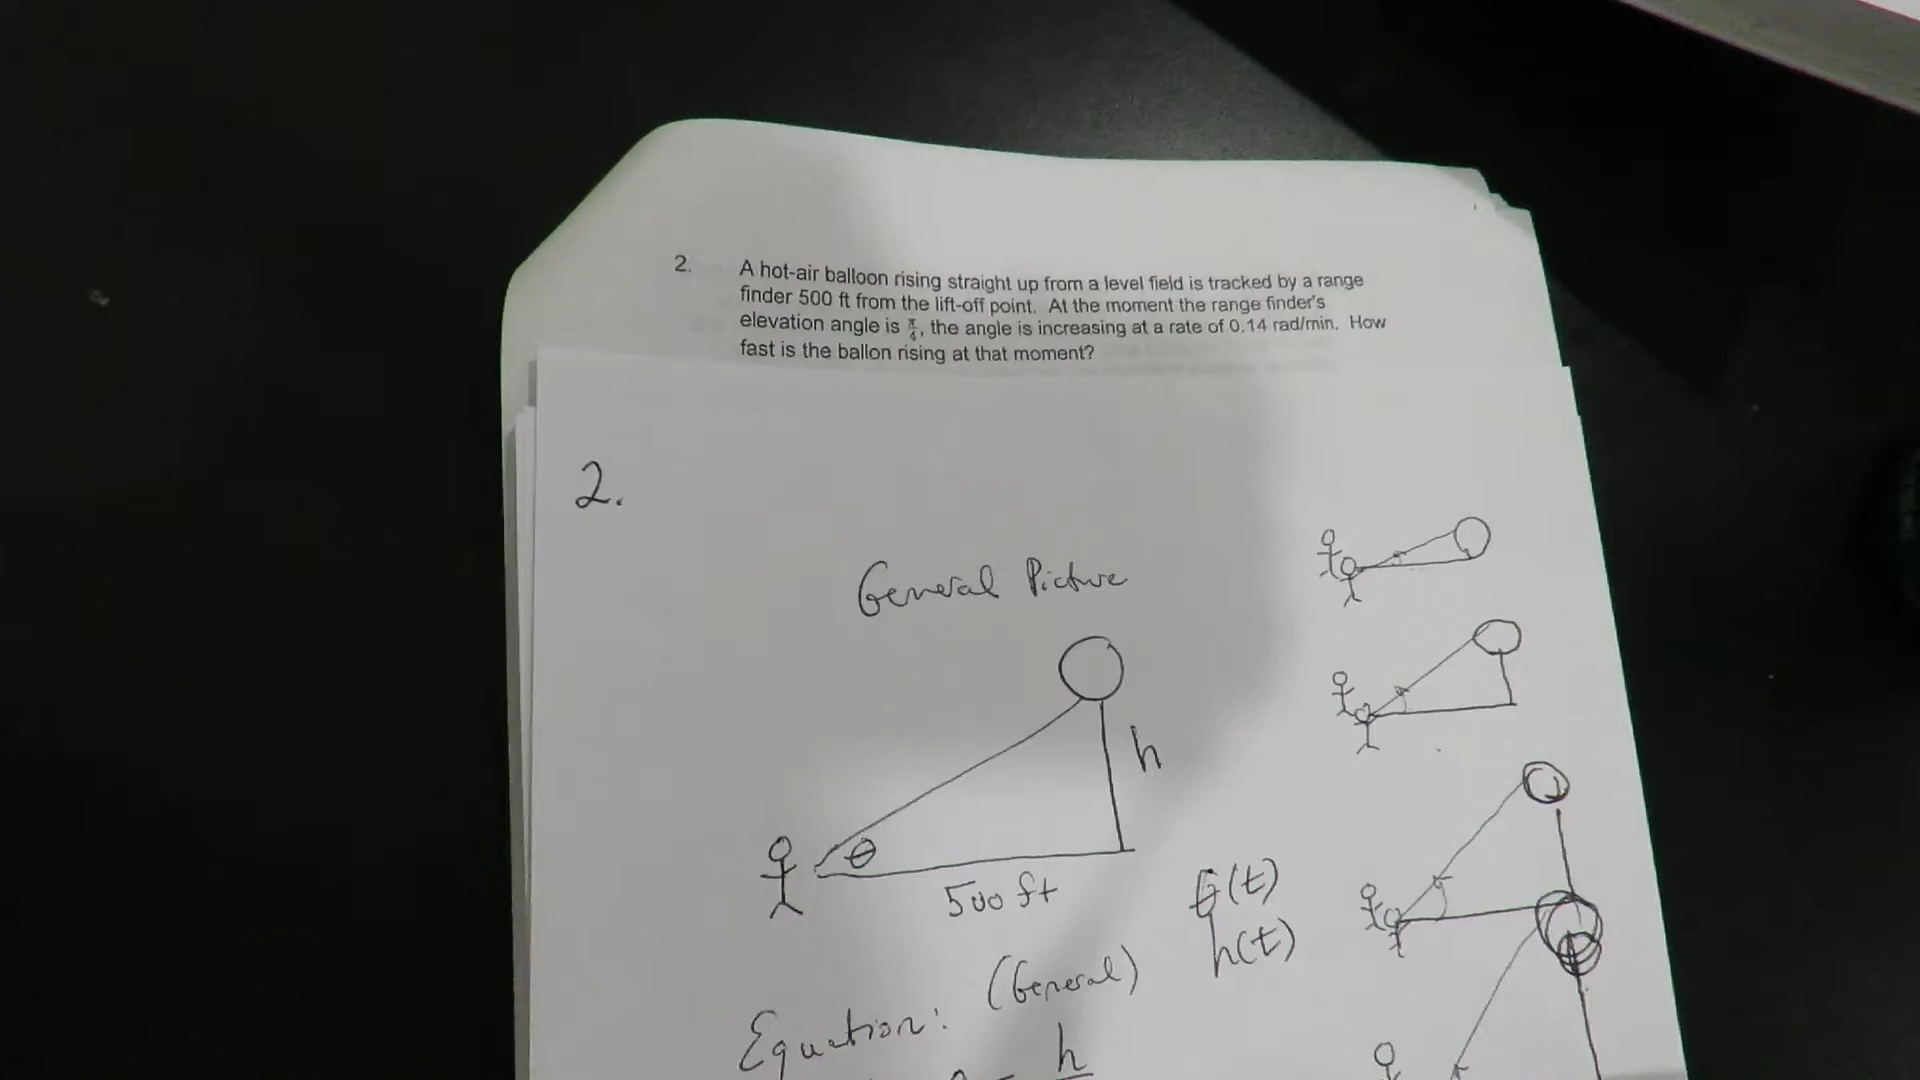 2. A hot-air balloon rising straight up from a level field is tracked by a range
finder 500 ft from the lift-off point. At the moment the range finder's
elevation angle is π/4, the angle is increasing at a rate of 0.14 rad/min. How
fast is the ballon rising at that moment?
2.
General Picture
h
θ
500 ft
θ(t)
h(t)
Equation: (General)
h